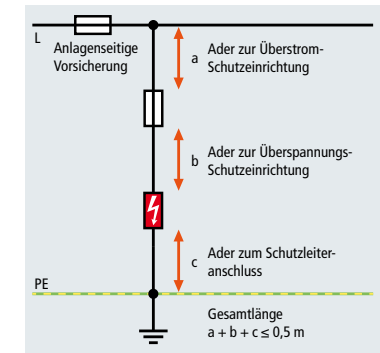 L
Anlagenseitige
Vorsicherung
a
Ader zur Überstrom-
Schutzeinrichtung
b
Ader zur Überspannungs-
Schutzeinrichtung
c
Ader zum Schutzleiter-
anschluss
PE
Gesamtlänge
a + b + c ≤ 0,5 m